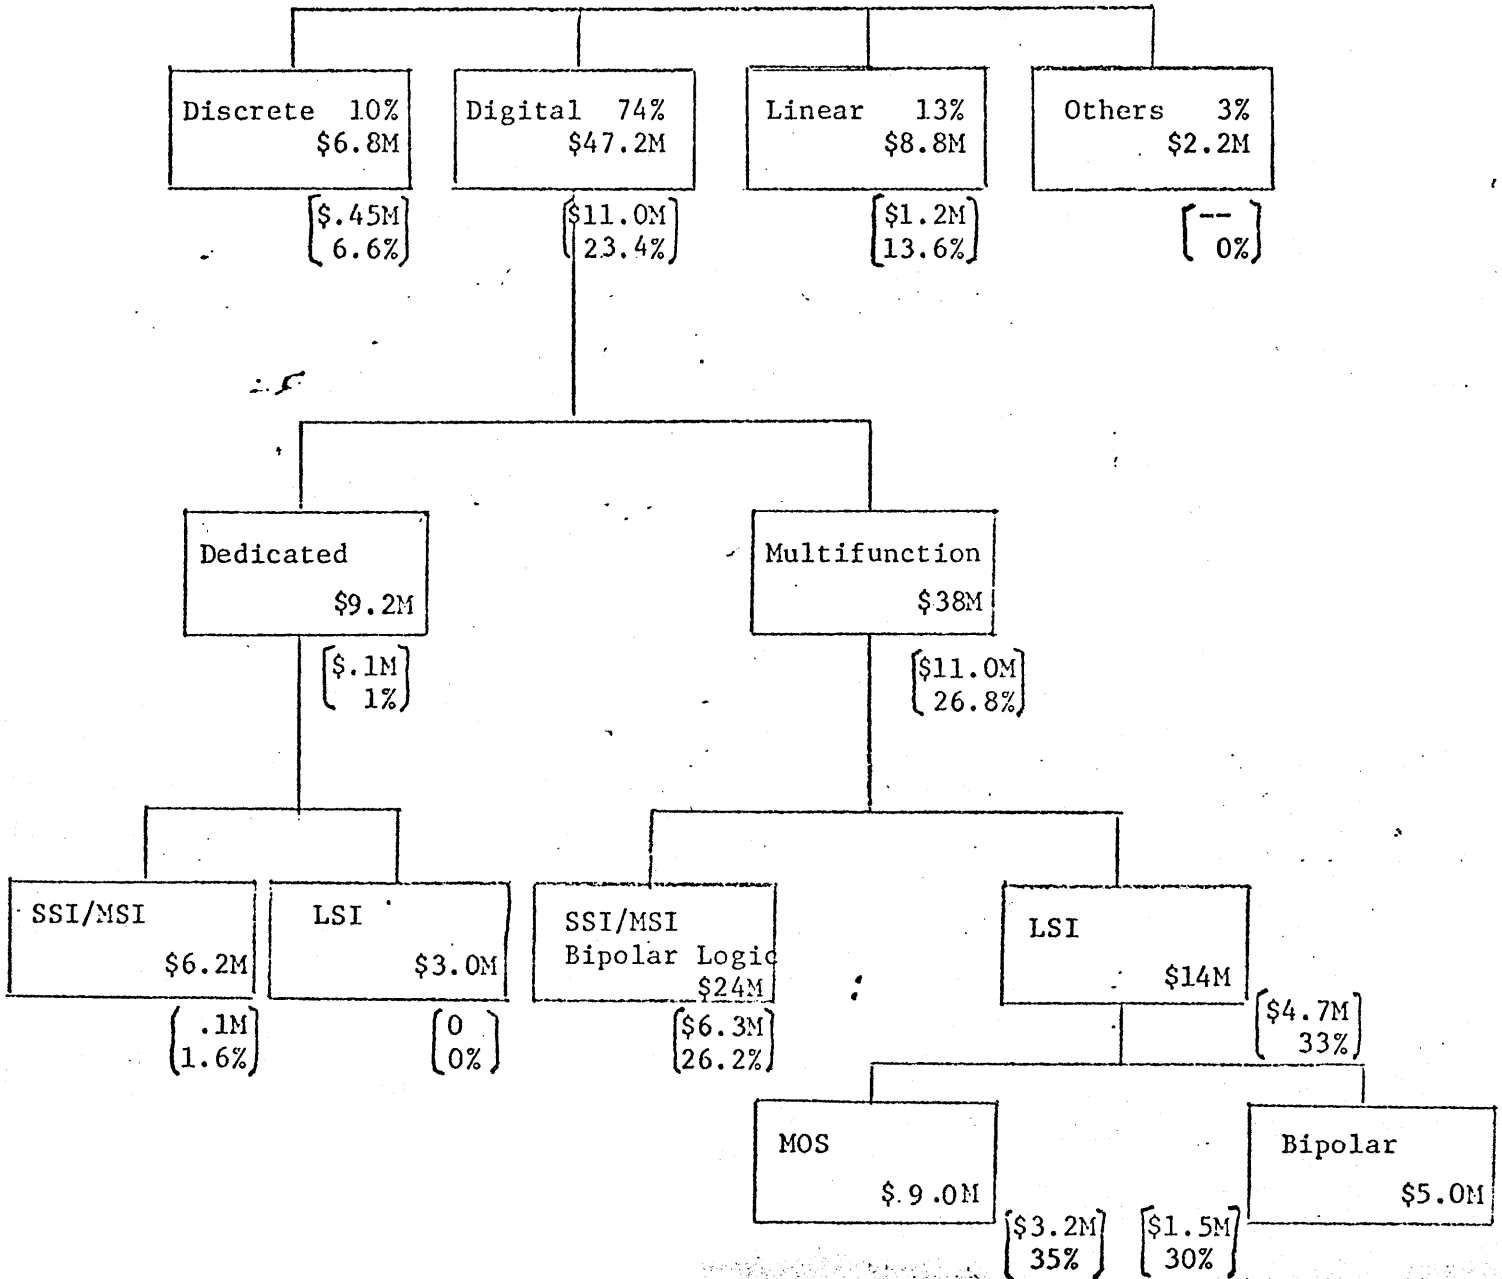 Discrete 10%
$6.8M
Digital 74%
$47.2M
Linear 13%
$8.8M
Others 3%
$2.2M
$.45M
6.6%
$11.0M
23.4%
$1.2M
13.6%
--
0%
Dedicated
$9.2M
Multifunction
$38M
$.1M
1%
$11.0M
26.8%
SSI/MSI
$6.2M
LSI
$3.0M
SSI/MSI
Bipolar Logic
$24M
LSI
$14M
.1M
1.6%
0
0%
$6.3M
26.2%
$4.7M
33%
MOS
$9.0M
Bipolar
$5.0M
$3.2M
35%
$1.5M
30%